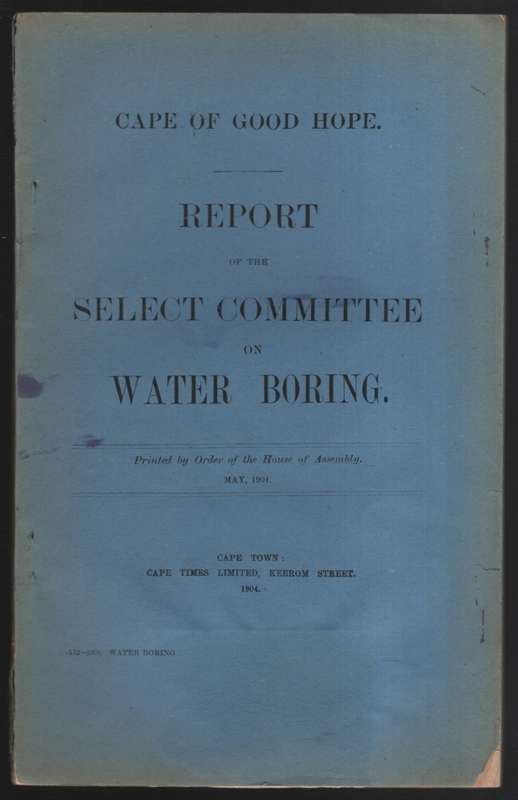 CAPE OF GOOD HOPE.
REPORT
OF THE
SELECT COMMITTEE
ON
WATER BORING.
Printed by Order of the House of Assembly.
MAY, 1904.
CAPE TOWN:
CAPE TIMES LIMITED, KEEROM STREET.
1904.
WATER BORING